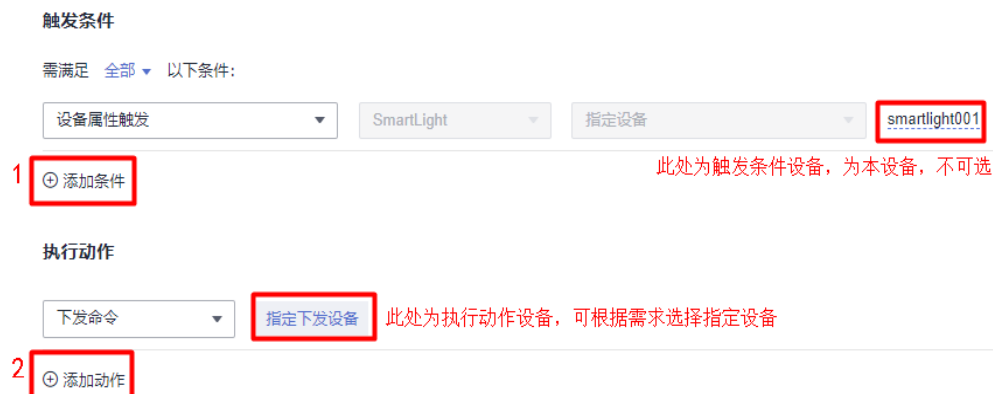 触发条件
需满足 全部 以下条件:
设备属性触发 SmartLight 指定设备 smartlight001
此处为触发条件设备，为本设备，不可选
1 添加条件
执行动作
下发命令 指定下发设备 此处为执行动作设备，可根据需求选择指定设备
2 添加动作